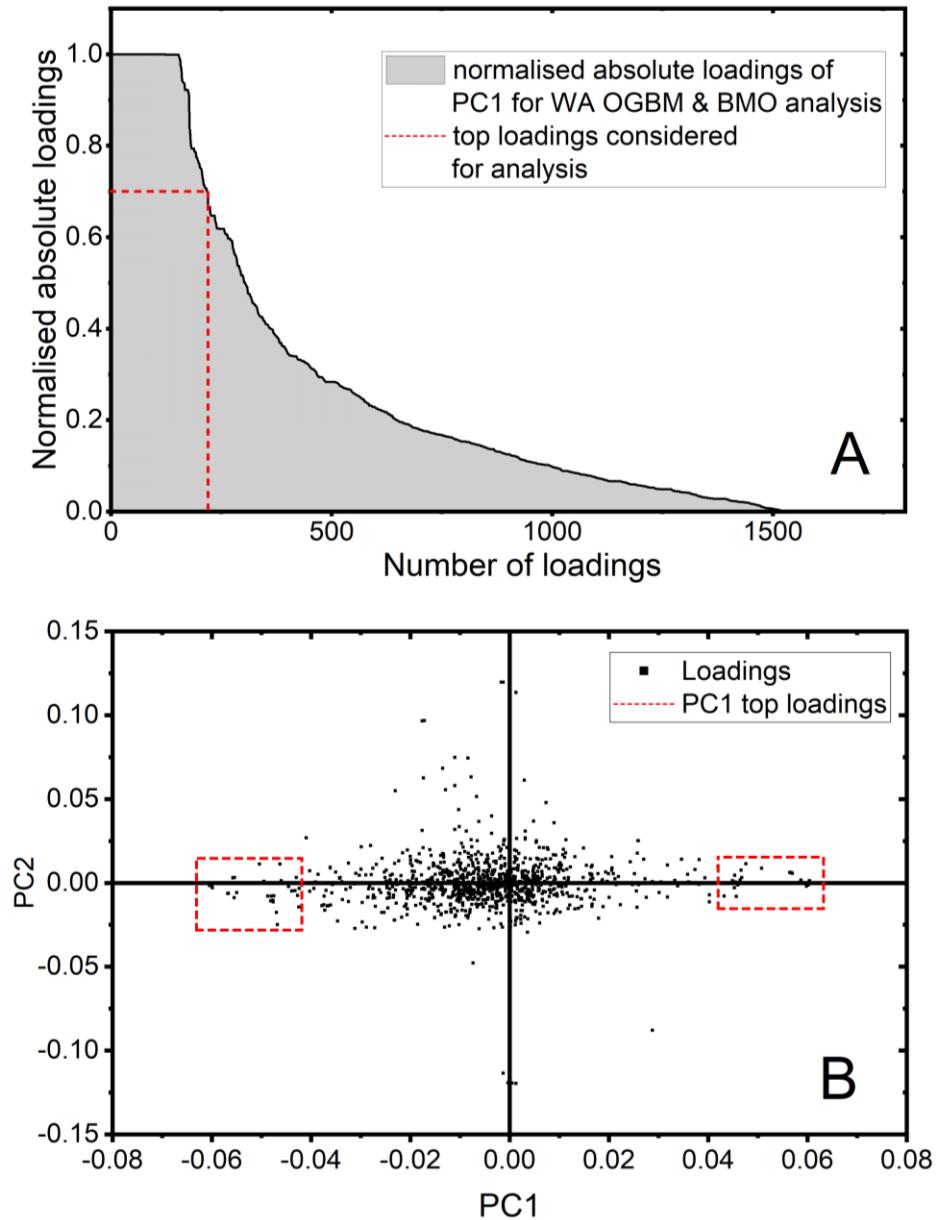 1.0
0.8
0.6
0.4
0.2
0.0
Normalised absolute loadings
normalised absolute loadings of
PC1 for WA OGBM & BMO analysis
top loadings considered
for analysis
A
0 500 1000 1500
Number of loadings
0.15
0.10
0.05
0.00
-0.05
-0.10
-0.15
PC2
Loadings
PC1 top loadings
B
-0.08 -0.06 -0.04 -0.02 0.00 0.02 0.04 0.06 0.08
PC1